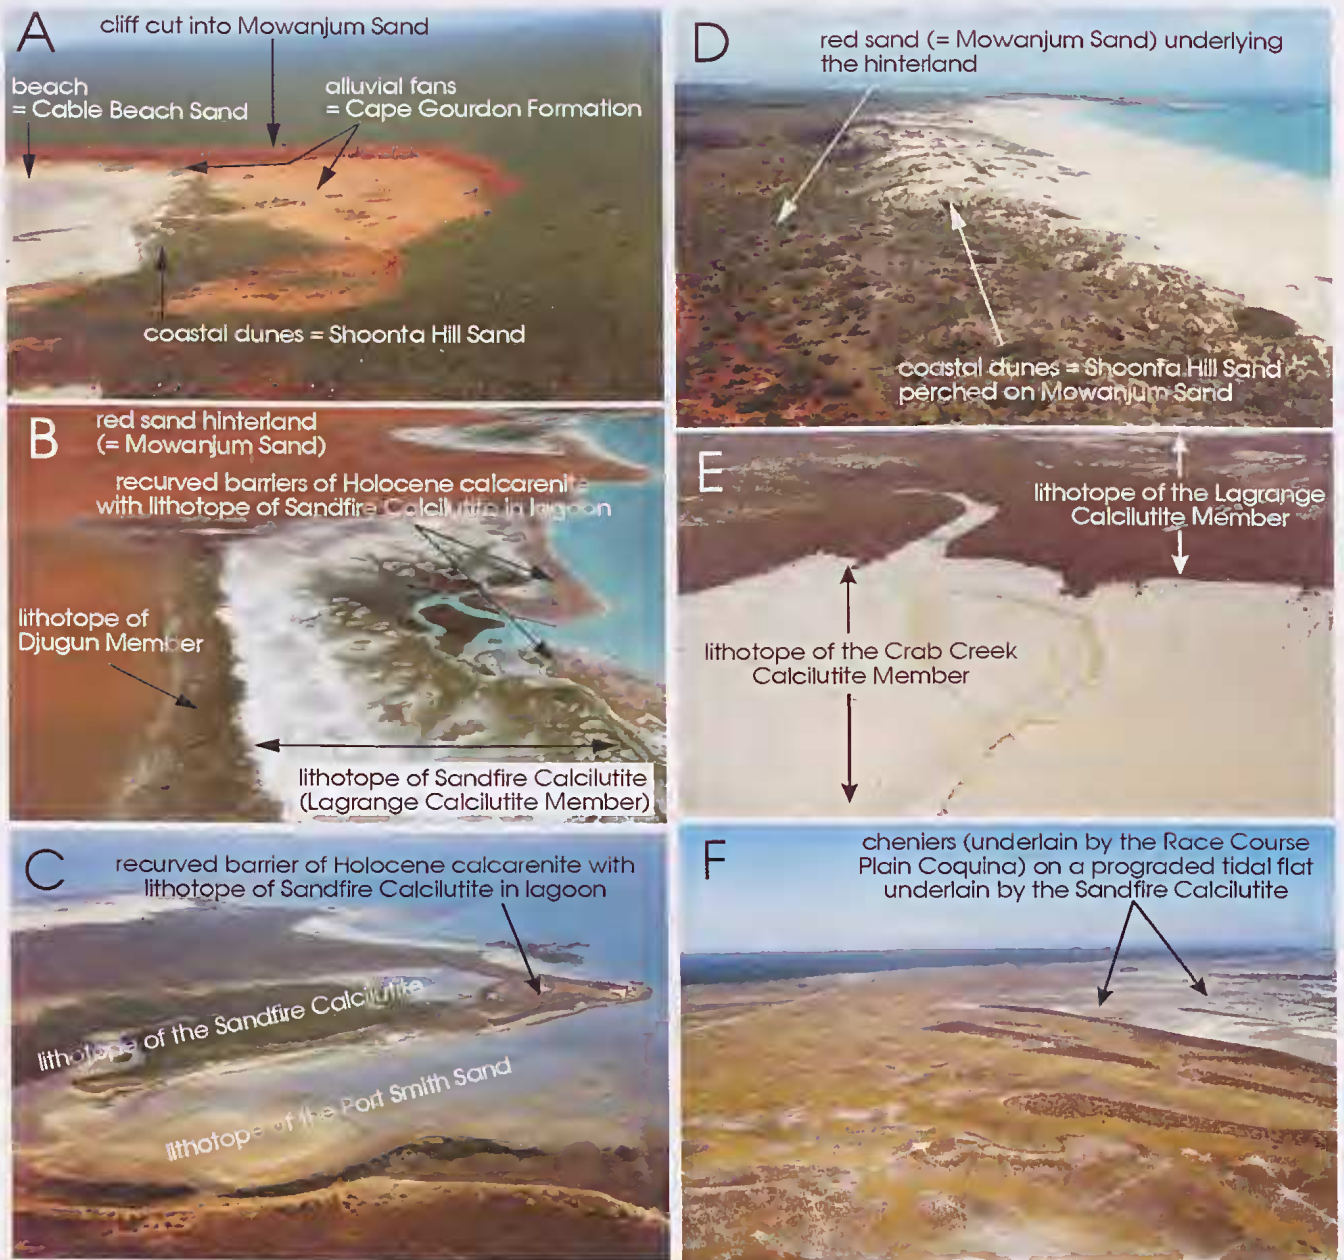 A
cliff cut into Mowanjum Sand
beach
= Cable Beach Sand
alluvial fans
= Cape Gourdon Formation
coastal dunes = Shoonta Hill Sand
B
red sand hinterland
(= Mowanjum Sand)
recurved barriers of Holocene calcarenite
with lithotope of Sandfire Calcilutite in lagoon
lithotope of
Djugun Member
lithotope of Sandfire Calcilutite
(Lagrange Calcilutite Member)
C
recurved barrier of Holocene calcarenite with
lithotope of Sandfire Calcilutite in lagoon
lithotope of the Sandfire Calcilutite
lithotope of the Port Smith Sand
D
red sand (= Mowanjum Sand) underlying
the hinterland
coastal dunes = Shoonta Hill Sand
perched on Mowanjum Sand
E
lithotope of the Lagrange
Calcilutite Member
lithotope of the Crab Creek
Calcilutite Member
F
cheniers (underlain by the Race Course
Plain Coquina) on a prograded tidal flat
underlain by the Sandfire Calcilutite